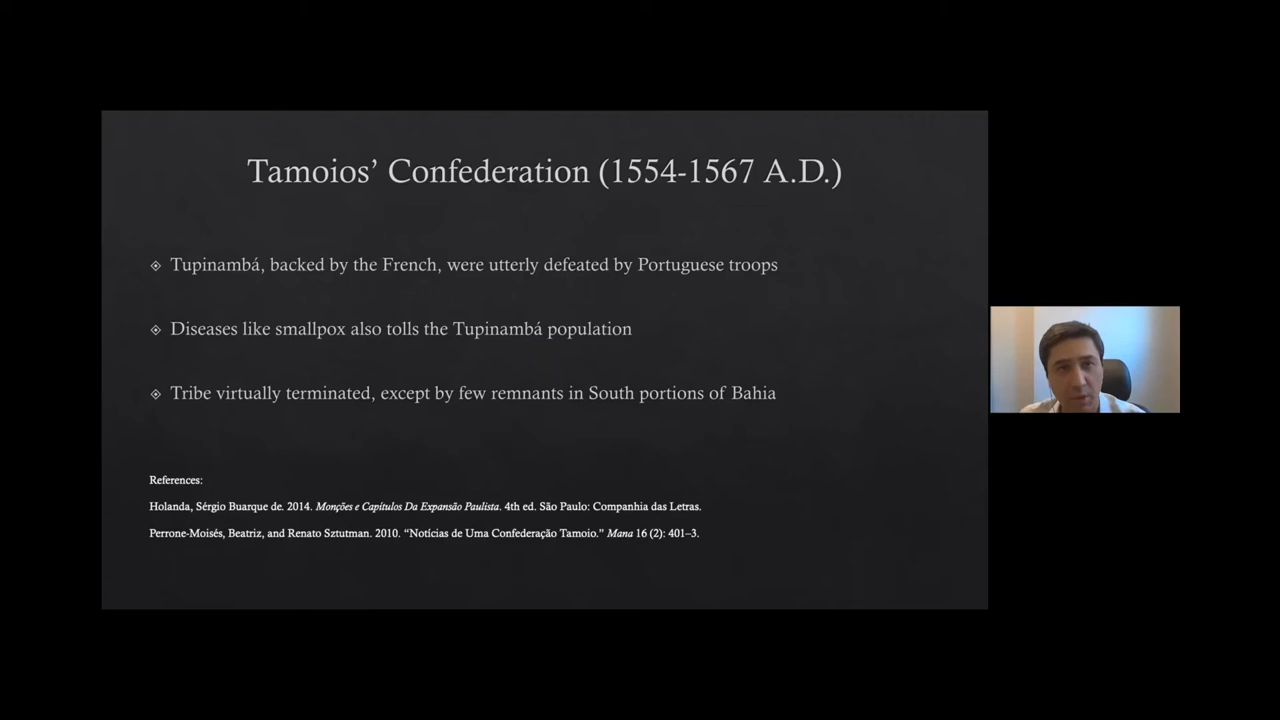 Tamoios’ Confederation (1554-1567 A.D.)
Tupinambá, backed by the French, were utterly defeated by Portuguese troops
Diseases like smallpox also tolls the Tupinambá population
Tribe virtually terminated, except by few remnants in South portions of Bahia
References:
Holanda, Sérgio Buarque de. 2014. Monções e Capítulos Da Expansão Paulista. 4th ed. São Paulo: Companhia das Letras.
Perrone-Moisés, Beatriz, and Renato Sztutman. 2010. “Notícias de Uma Confederação Tamoio.” Mana 16 (2): 401–3.